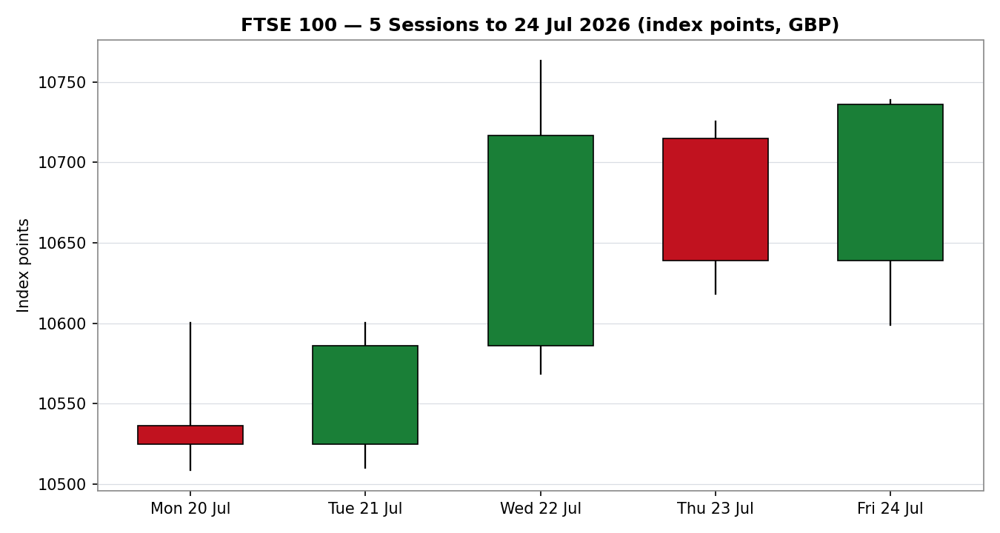 FTSE 100 — 5 Sessions to 24 Jul 2026 (index points, GBP)
Index points
10750
10700
10650
10600
10550
10500
Mon 20 Jul
Tue 21 Jul
Wed 22 Jul
Thu 23 Jul
Fri 24 Jul